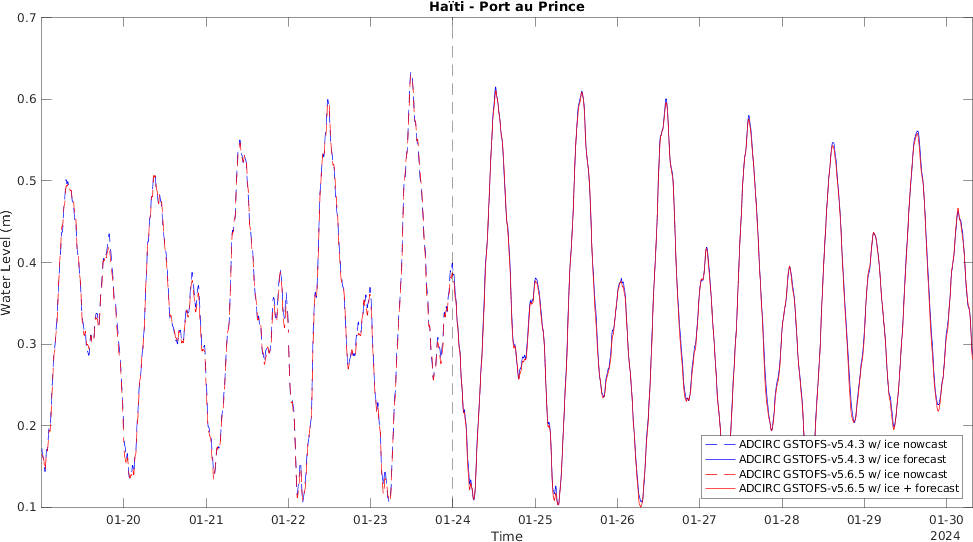 Haïti - Port au Prince
0.7
0.6
0.5
0.4
0.3
0.2
0.1
Water Level (m)
ADCIRC GSTOFS-v5.4.3 w/ ice nowcast
ADCIRC GSTOFS-v5.4.3 w/ ice forecast
ADCIRC GSTOFS-v5.6.5 w/ ice nowcast
ADCIRC GSTOFS-v5.6.5 w/ ice + forecast
01-20 01-21 01-22 01-23 01-24 01-25 01-26 01-27 01-28 01-29 01-30
Time
2024